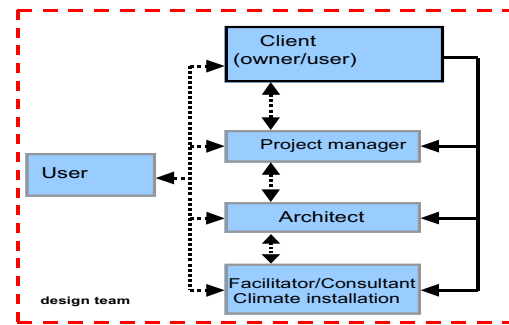 Client
(owner/user)
Project manager
User
Architect
Facilitator/Consultant
Climate installation
design team